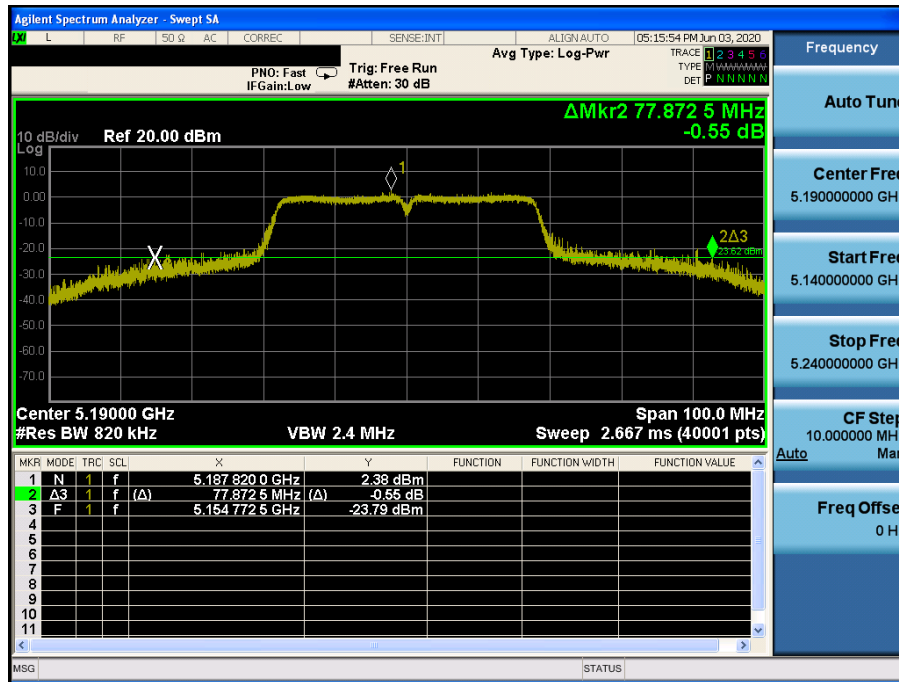 Agilent Spectrum Analyzer - Swept SA
LXI L RF 50 Ω AC CORREC SENSE:INT ALIGN AUTO 05:15:54 PM Jun 03, 2020
Frequency
Avg Type: Log-Pwr
TRACE 1 2 3 4 5 6
PNO: Fast Trig: Free Run
TYPE M WWWWW
IFGain:Low #Atten: 30 dB
DET P N N N N N
Auto Tune
ΔMkr2 77.872 5 MHz
-0.55 dB
10 dB/div Ref 20.00 dBm
Log
10.0
0.00
-10.0
-20.0
-30.0
-40.0
-50.0
-60.0
-70.0
1
2Δ3
-23.62 dBm
Center 5.19000 GHz Span 100.0 MHz
#Res BW 820 kHz VBW 2.4 MHz Sweep 2.667 ms (40001 pts)
Center Fre
5.190000000 GH
Start Fre
5.140000000 GH
Stop Fre
5.240000000 GH
CF Step
10.000000 MH
Auto Man
Freq Offse
0 H
MKR MODE TRC SCL X Y FUNCTION FUNCTION WIDTH FUNCTION VALUE
1 N 1 f 5.187 820 0 GHz 2.38 dBm
2 Δ3 1 f (Δ) 77.872 5 MHz (Δ) -0.55 dB
3 F 1 f 5.154 772 5 GHz -23.79 dBm
4
5
6
7
8
9
10
11
MSG STATUS